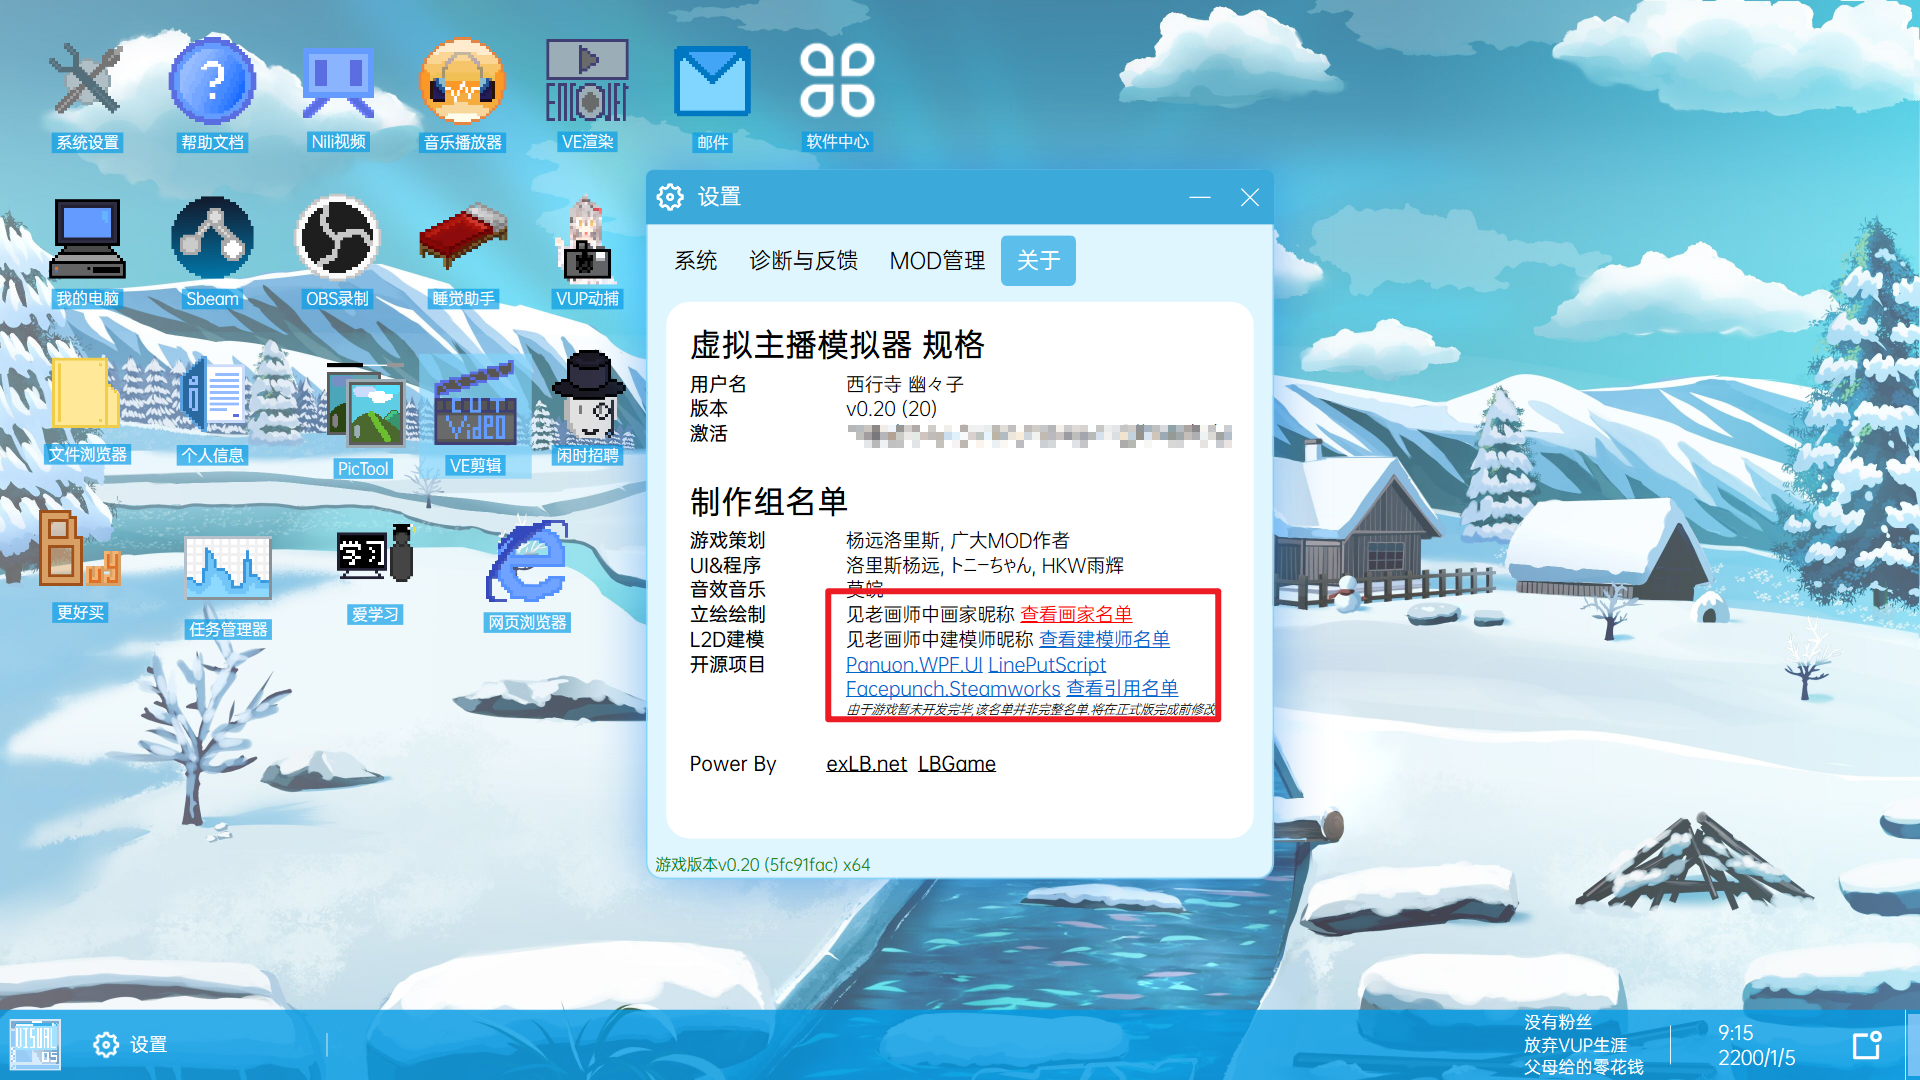 系统设置
帮助文档
Nili视频
音乐播放器
VE渲染
邮件
软件中心
我的电脑
Sbeam
OBS录制
睡觉助手
VUP动捕
文件浏览器
个人信息
PicTool
VE剪辑
闲时招聘
更好买
任务管理器
学习
爱学习
网页浏览器
设置
系统 诊断与反馈 MOD管理 关于
虚拟主播模拟器 规格
用户名 西行寺 幽々子
版本 v0.20 (20)
激活
制作组名单
游戏策划 杨远洛里斯, 广大MOD作者
UI&程序 洛里斯杨远, トニーちゃん, HKW雨辉
音效音乐 莫皖
立绘绘制 见老画师中画家昵称 查看画家名单
L2D建模 见老画师中建模师昵称 查看建模师名单
开源项目 Panuon.WPF.UI LinePutScript
Facepunch.Steamworks 查看引用名单
由于游戏暂未开发完毕,该名单并非完整名单,将在正式版完成前修改
Power By exLB.net LBGame
游戏版本v0.20 (5fc91fac) x64
设置
没有粉丝
放弃VUP生涯
父母给的零花钱
9:15
2200/1/5